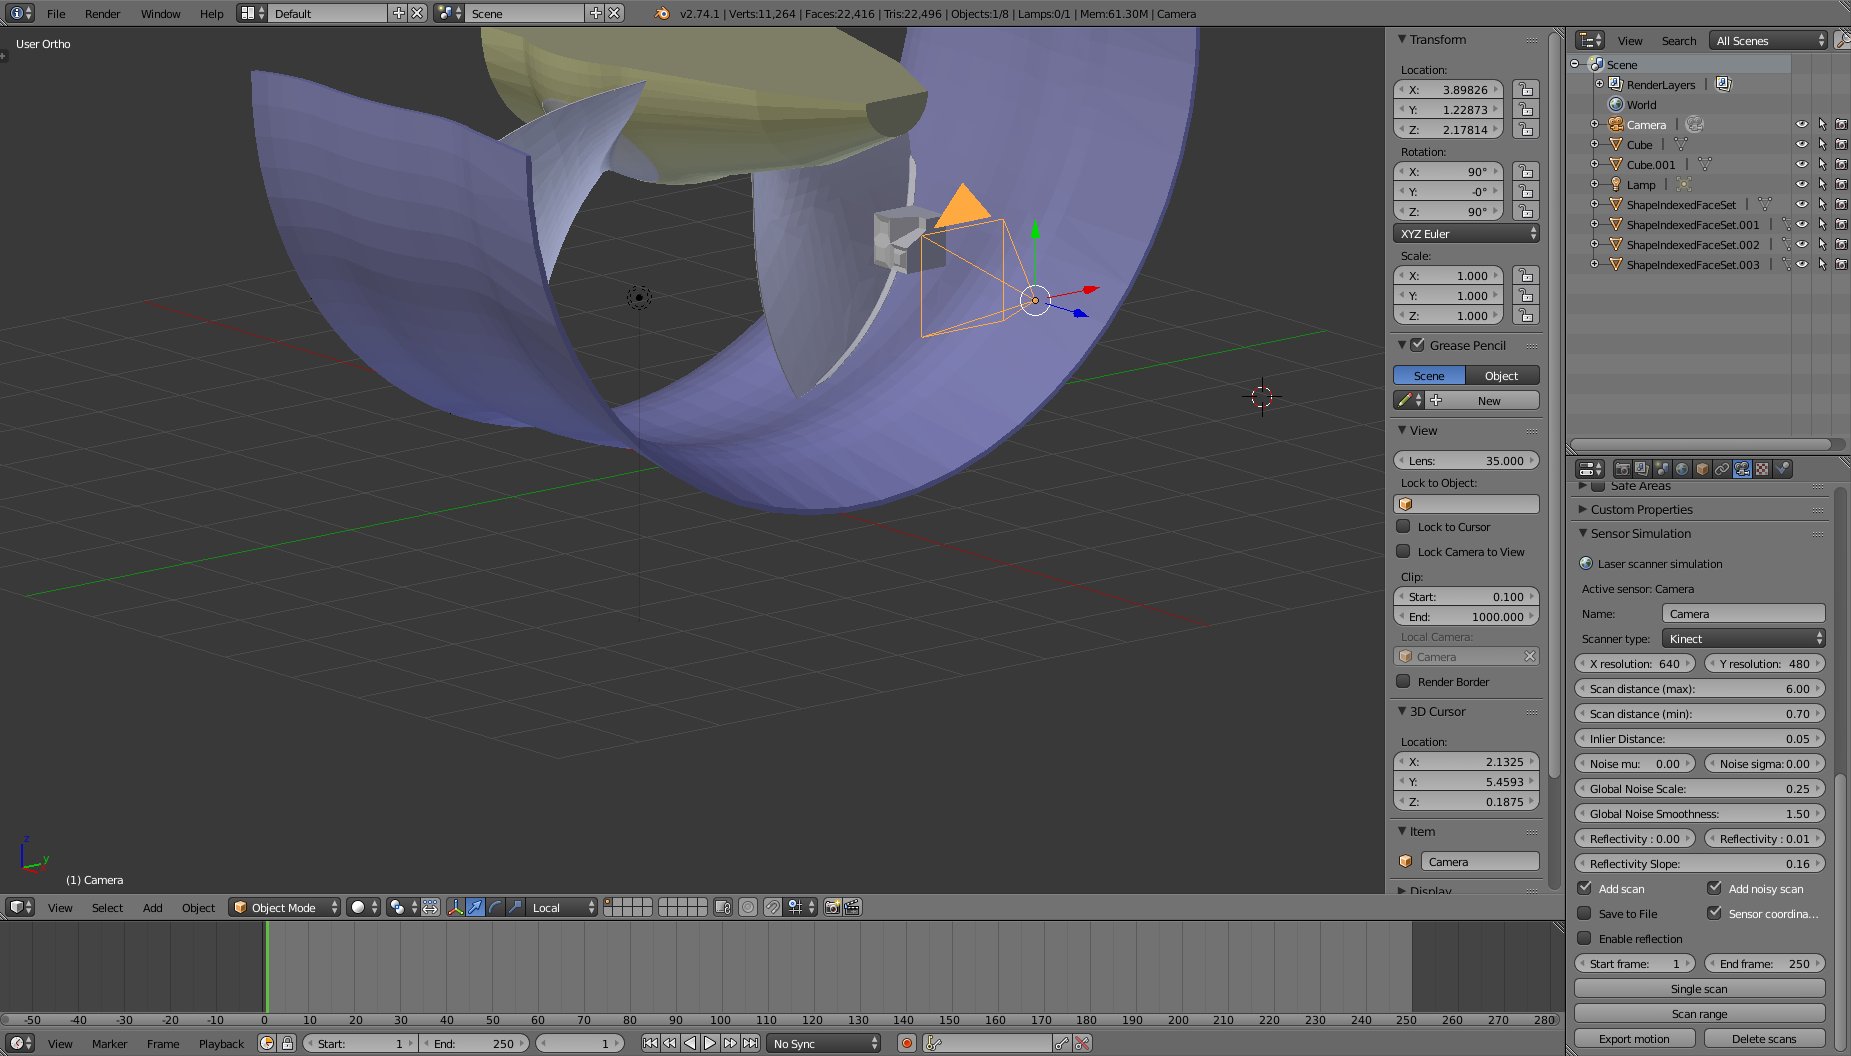 File Render Window Help Default Scene v2.74.1 | Verts:11,264 | Faces:22,416 | Tris:22,496 | Objects:1/8 | Lamps:0/1 | Mem:61.30M | Camera
User Ortho
(1) Camera
z
y
Transform
Location:
X: 3.89826
Y: 1.22873
Z: 2.17814
Rotation:
X: 90°
Y: -0°
Z: 90°
XYZ Euler
Scale:
X: 1.000
Y: 1.000
Z: 1.000
Grease Pencil
Scene Object
New
View
Lens: 35.000
Lock to Object:
Lock to Cursor
Lock Camera to View
Clip:
Start: 0.100
End: 1000.000
Local Camera:
Camera
Render Border
3D Cursor
Location:
X: 2.1325
Y: 5.4593
Z: 0.1875
Item
Camera
Display
View Search All Scenes
Scene
RenderLayers |
World
Camera |
Cube |
Cube.001 |
Lamp |
ShapeIndexedFaceSet |
ShapeIndexedFaceSet.001 |
ShapeIndexedFaceSet.002 |
ShapeIndexedFaceSet.003 |
Safe Areas
Custom Properties
Sensor Simulation
Laser scanner simulation
Active sensor: Camera
Name: Camera
Scanner type: Kinect
X resolution: 640 Y resolution: 480
Scan distance (max): 6.00
Scan distance (min): 0.70
Inlier Distance: 0.05
Noise mu: 0.00 Noise sigma: 0.00
Global Noise Scale: 0.25
Global Noise Smoothness: 1.50
Reflectivity : 0.00 Reflectivity : 0.01
Reflectivity Slope: 0.16
Add scan Add noisy scan
Save to File Sensor coordina...
Enable reflection
Start frame: 1 End frame: 250
Single scan
Scan range
Export motion Delete scans
View Select Add Object Object Mode Local
-50 -40 -30 -20 -10 0 10 20 30 40 50 60 70 80 90 100 110 120 130 140 150 160 170 180 190 200 210 220 230 240 250 260 270 280
View Marker Frame Playback Start: 1 End: 250 1 No Sync